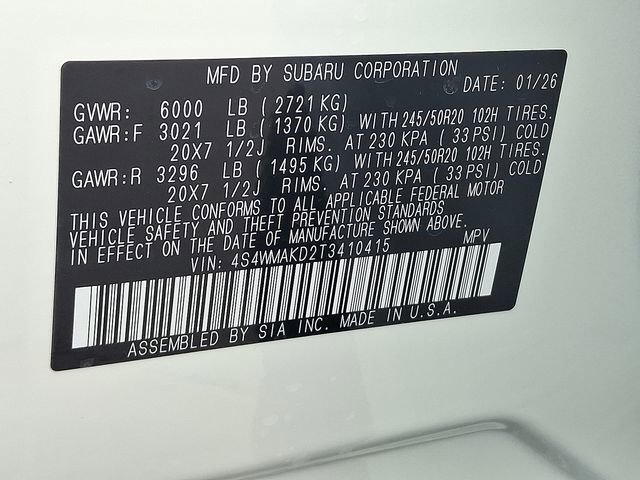 MFD BY SUBARU CORPORATION DATE: 01/26
GVWR: 6000 LB (2721 KG)
GAWR:F 3021 LB (1370 KG) WITH 245/50R20 102H TIRES.
20X7 1/2J RIMS. AT 230 KPA (33 PSI) COLD
GAWR:R 3296 LB (1495 KG) WITH 245/50R20 102H TIRES.
20X7 1/2J RIMS. AT 230 KPA (33 PSI) COLD
THIS VEHICLE CONFORMS TO ALL APPLICABLE FEDERAL MOTOR
VEHICLE SAFETY AND THEFT PREVENTION STANDARDS
IN EFFECT ON THE DATE OF MANUFACTURE SHOWN ABOVE.
VIN: 4S4WMAKD2T3410415 MPV
ASSEMBLED BY SIA INC. MADE IN U.S.A.